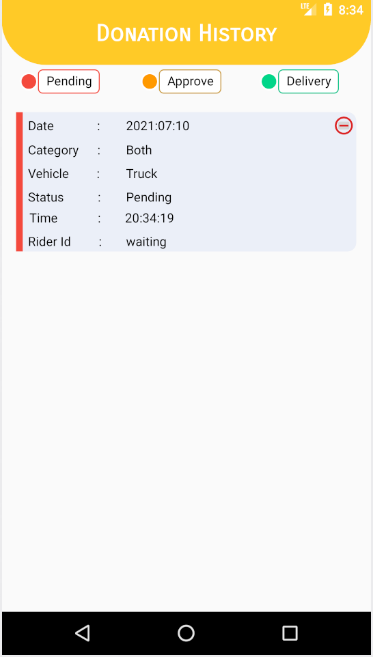 LTE 8:34
Donation History
Pending Approve Delivery
Date : 2021:07:10
Category : Both
Vehicle : Truck
Status : Pending
Time : 20:34:19
Rider Id : waiting